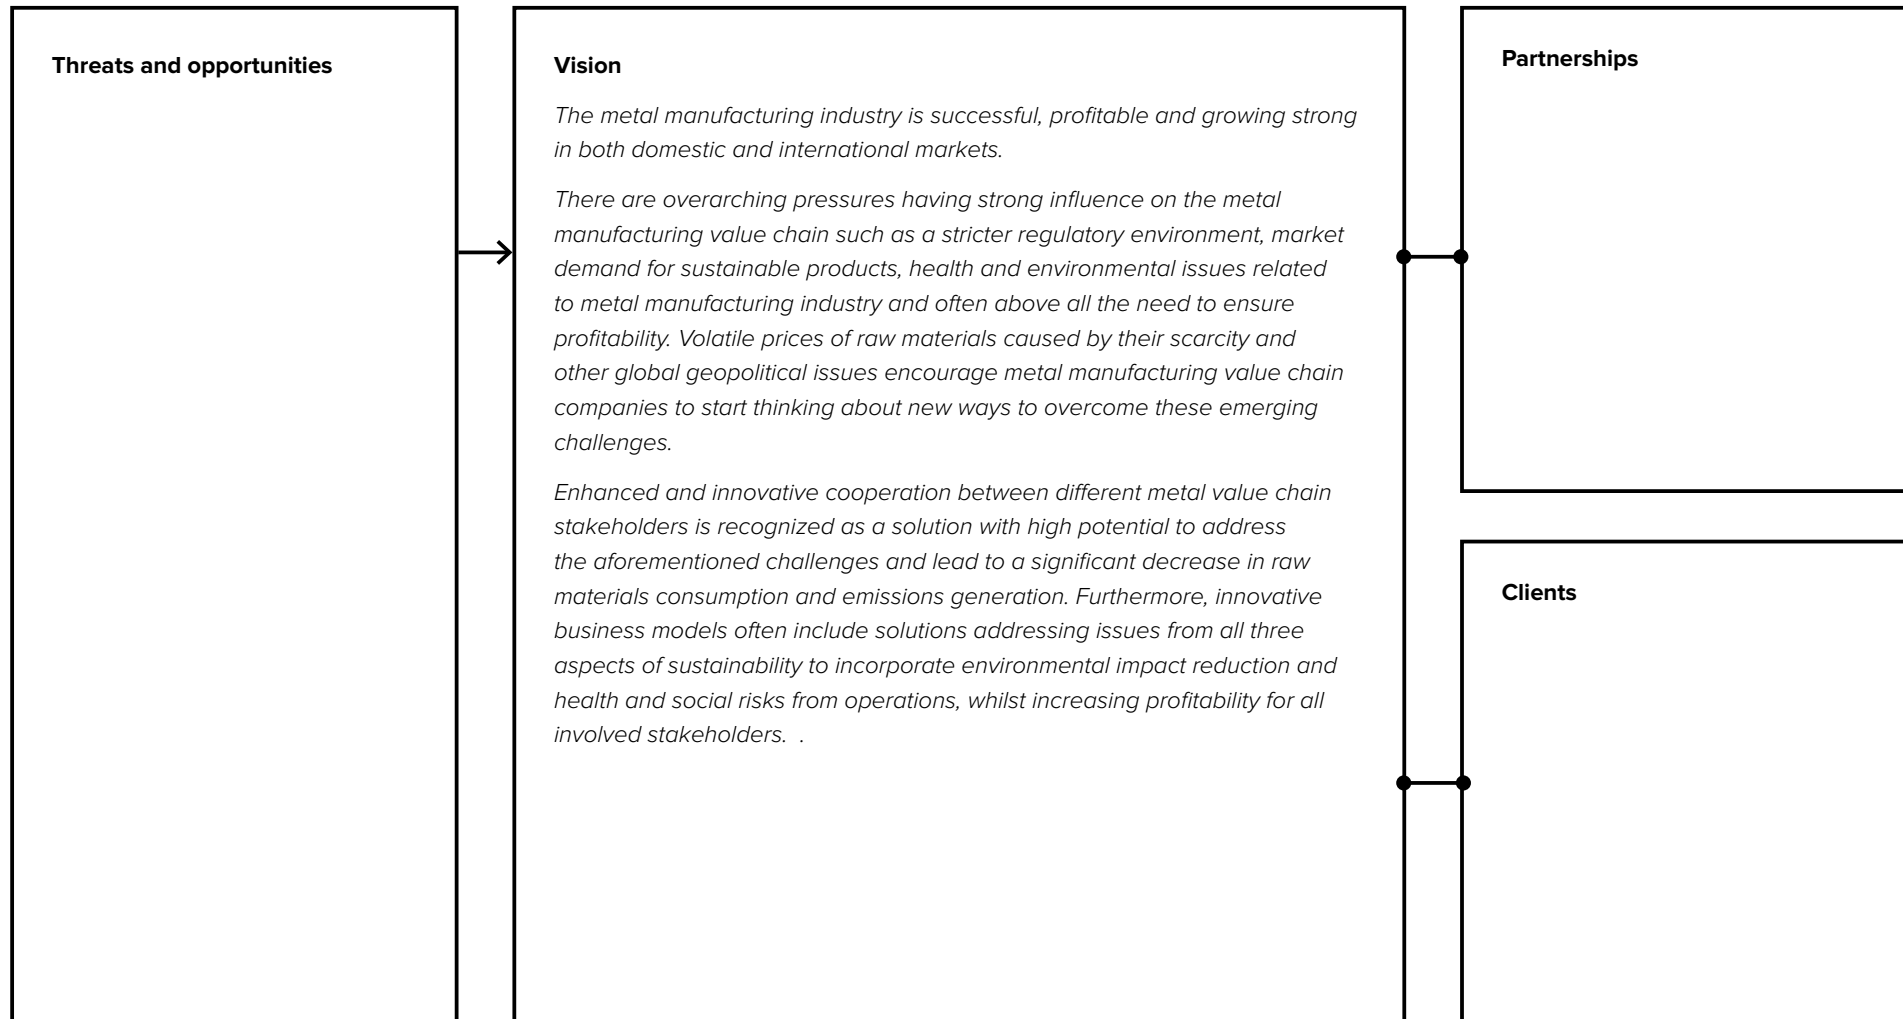 Threats and opportunities
Vision
The metal manufacturing industry is successful, profitable and growing strong
in both domestic and international markets.
There are overarching pressures having strong influence on the metal
manufacturing value chain such as a stricter regulatory environment, market
demand for sustainable products, health and environmental issues related
to metal manufacturing industry and often above all the need to ensure
profitability. Volatile prices of raw materials caused by their scarcity and
other global geopolitical issues encourage metal manufacturing value chain
companies to start thinking about new ways to overcome these emerging
challenges.
Enhanced and innovative cooperation between different metal value chain
stakeholders is recognized as a solution with high potential to address
the aforementioned challenges and lead to a significant decrease in raw
materials consumption and emissions generation. Furthermore, innovative
business models often include solutions addressing issues from all three
aspects of sustainability to incorporate environmental impact reduction and
health and social risks from operations, whilst increasing profitability for all
involved stakeholders.  .
Partnerships
Clients